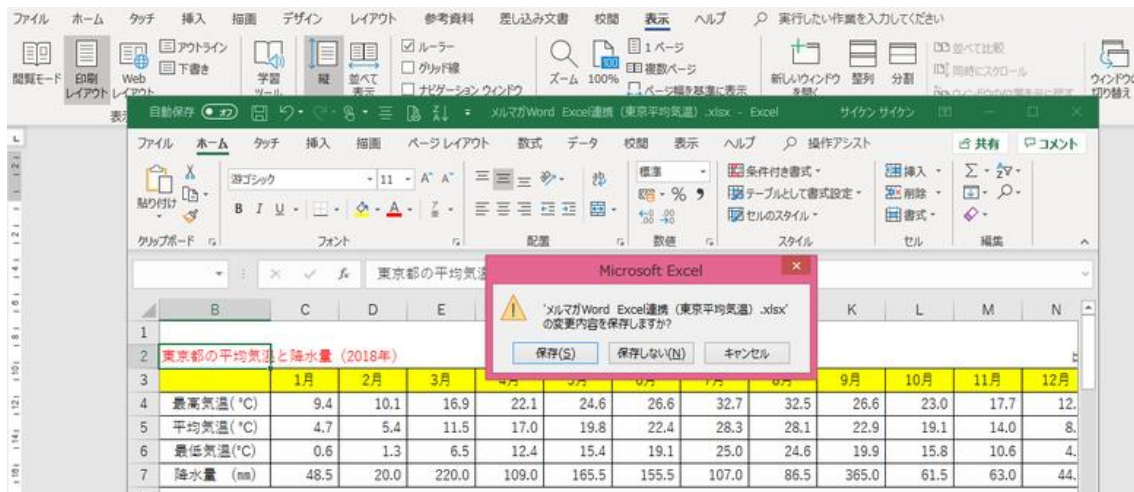 ファイル ホーム タッチ 挿入 描画 デザイン レイアウト 参考資料 差し込み文書 校閲 表示 ヘルプ 実行したい作業を入力してください
閲覧モード 印刷レイアウト Web アウトライン 下書き 学習 縦 並べて表示 ルーラー グリッド線 ナビゲーション ウィンドウ ズーム 100% 1 ページ 複数ページ ページ幅を基準に表示 新しいウィンドウを開く 整列 分割 並べて比較 同時にスクロール 切り替え
自動保存 オフ メルマガWord Excel連携（東京平均気温）.xlsx - Excel サイケン サイケン
ファイル ホーム タッチ 挿入 描画 ページ レイアウト 数式 データ 校閲 表示 ヘルプ 操作アシスト 共有 コメント
貼り付け 游ゴシック 11 A^ A˅ 標準 条件付き書式 挿入 Σ
B I U A % 9 テーブルとして書式設定 削除
セルのスタイル 書式
クリップボード フォント 配置 数値 スタイル セル 編集
fx 東京都の平均気温
Microsoft Excel
'メルマガWord Excel連携（東京平均気温）.xlsx'
の変更内容を保存しますか?
保存(S) 保存しない(N) キャンセル
B C D E K L M N
1
2 東京都の平均気温と降水量（2018年）
3 1月 2月 3月 4月 5月 6月 7月 8月 9月 10月 11月 12月
4 最高気温(℃) 9.4 10.1 16.9 22.1 24.6 26.6 32.7 32.5 26.6 23.0 17.7 12.
5 平均気温(℃) 4.7 5.4 11.5 17.0 19.8 22.4 28.3 28.1 22.9 19.1 14.0 8.
6 最低気温(℃) 0.6 1.3 6.5 12.4 15.4 19.1 25.0 24.6 19.9 15.8 10.6 4.
7 降水量 (mm) 48.5 20.0 220.0 109.0 165.5 155.5 107.0 86.5 365.0 61.5 63.0 44.